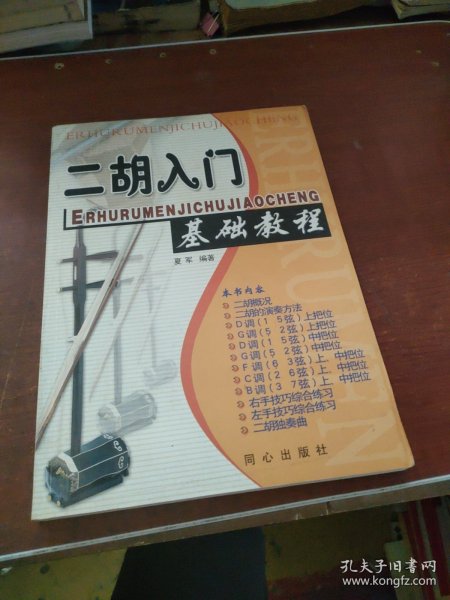 ERHURUMENJICHUJIAOCHENG
二胡入门
ERHURUMENJICHUJIAOCHENG
基础教程
夏军 编著
本书内容
二胡概况
二胡的演奏方法
D调(1 5弦)上把位
G调(5 2弦)上把位
D调(1 5弦)中把位
G调(5 2弦)中把位
F调(6 3弦)上、中把位
C调(2 6弦)上、中把位
B调(3 7弦)上、中把位
右手技巧综合练习
左手技巧综合练习
二胡独奏曲
同心出版社
孔夫子旧书网
www.kongfz.com